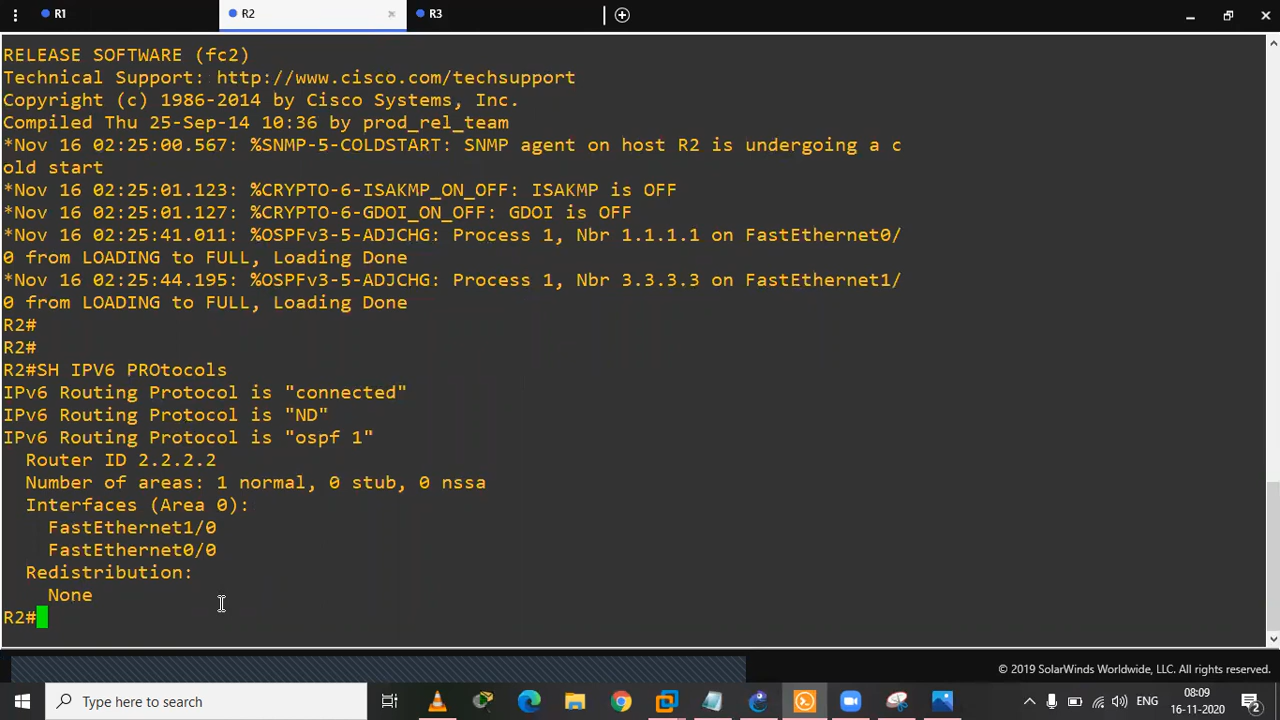 R1
R2
R3
RELEASE SOFTWARE (fc2)
Technical Support: http://www.cisco.com/techsupport
Copyright (c) 1986-2014 by Cisco Systems, Inc.
Compiled Thu 25-Sep-14 10:36 by prod_rel_team
*Nov 16 02:25:00.567: %SNMP-5-COLDSTART: SNMP agent on host R2 is undergoing a c
old start
*Nov 16 02:25:01.123: %CRYPTO-6-ISAKMP_ON_OFF: ISAKMP is OFF
*Nov 16 02:25:01.127: %CRYPTO-6-GDOI_ON_OFF: GDOI is OFF
*Nov 16 02:25:41.011: %OSPFv3-5-ADJCHG: Process 1, Nbr 1.1.1.1 on FastEthernet0/
0 from LOADING to FULL, Loading Done
*Nov 16 02:25:44.195: %OSPFv3-5-ADJCHG: Process 1, Nbr 3.3.3.3 on FastEthernet1/
0 from LOADING to FULL, Loading Done
R2#
R2#
R2#SH IPV6 PROtocols
IPv6 Routing Protocol is "connected"
IPv6 Routing Protocol is "ND"
IPv6 Routing Protocol is "ospf 1"
Router ID 2.2.2.2
Number of areas: 1 normal, 0 stub, 0 nssa
Interfaces (Area 0):
FastEthernet1/0
FastEthernet0/0
Redistribution:
None
R2#
© 2019 SolarWinds Worldwide, LLC. All rights reserved.
Type here to search
ENG
08:09
16-11-2020
2